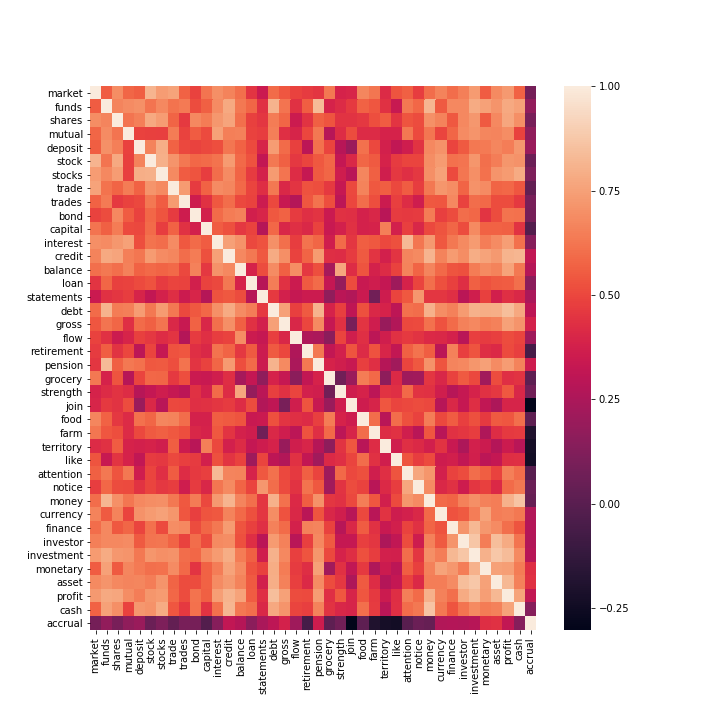 market
funds
shares
mutual
deposit
stock
stocks
trade
trades
bond
capital
interest
credit
balance
loan
statements
debt
gross
flow
retirement
pension
grocery
strength
join
food
farm
territory
like
attention
notice
money
currency
finance
investor
investment
monetary
asset
profit
cash
accrual
market
funds
shares
mutual
deposit
stock
stocks
trade
trades
bond
capital
interest
credit
balance
loan
statements
debt
gross
flow
retirement
pension
grocery
strength
join
food
farm
territory
like
attention
notice
money
currency
finance
investor
investment
monetary
asset
profit
cash
accrual
1.00
0.75
0.50
0.25
0.00
−0.25